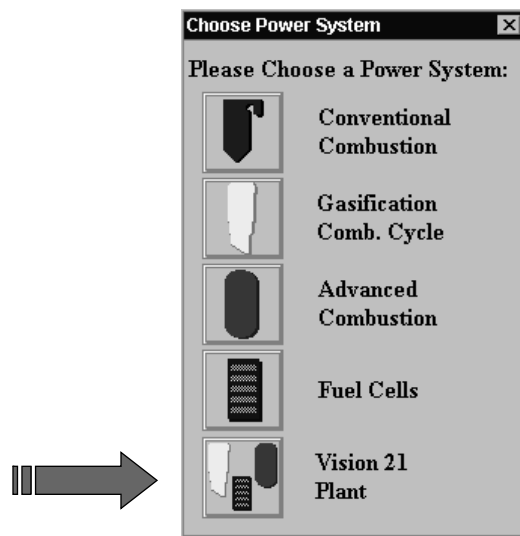 Choose Power System
Please Choose a Power System:
Conventional
Combustion
Gasification
Comb. Cycle
Advanced
Combustion
Fuel Cells
Vision 21
Plant